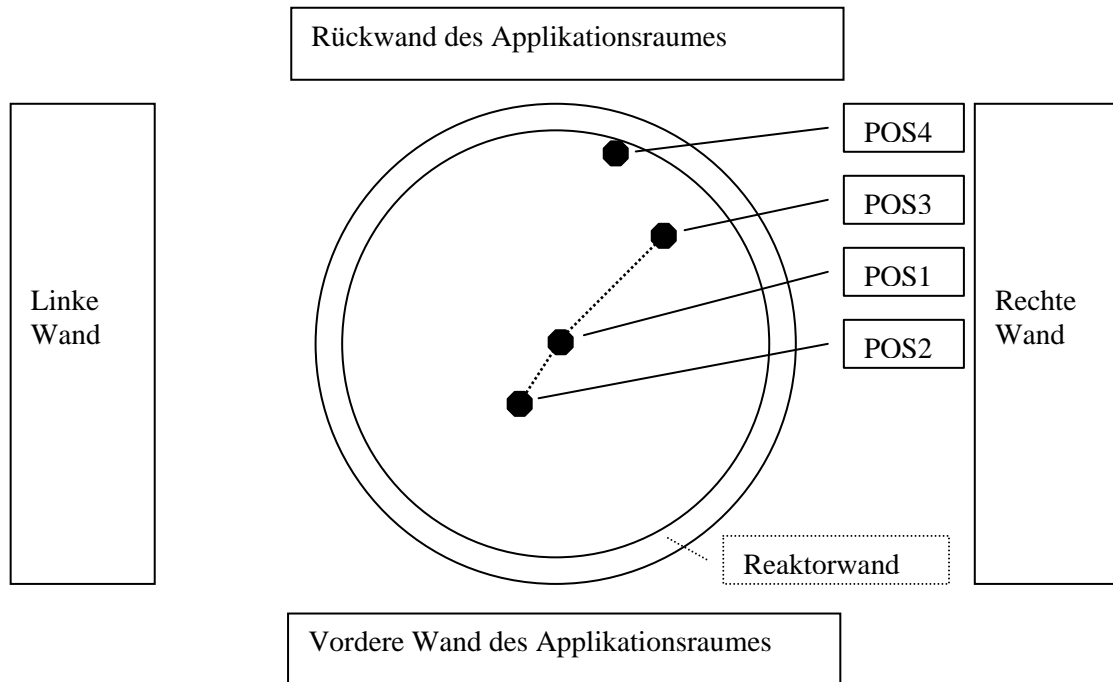 Rückwand des Applikationsraumes
POS4
POS3
POS1
POS2
Linke
Wand
Rechte
Wand
Reaktorwand
Vordere Wand des Applikationsraumes